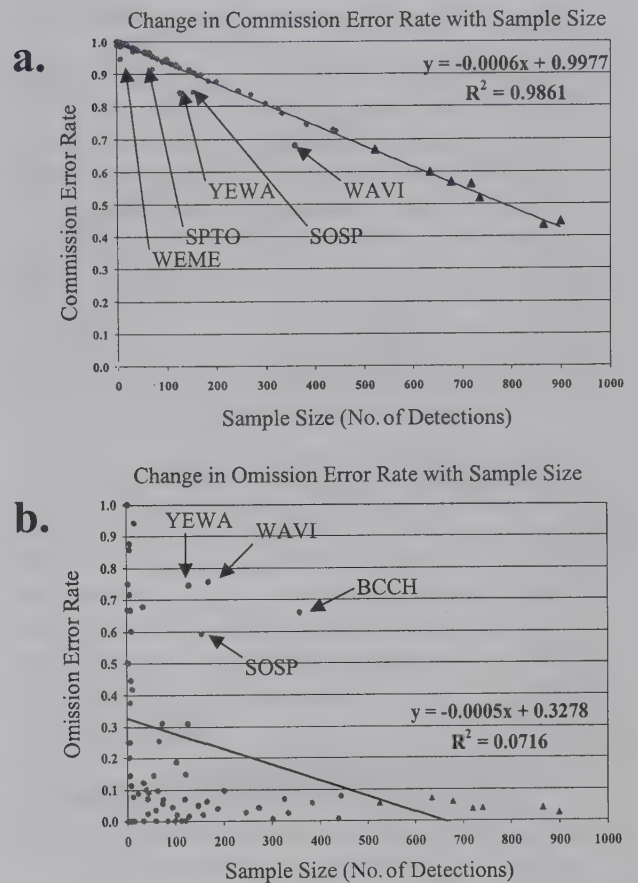 a.
Change in Commission Error Rate with Sample Size
Commission Error Rate
1.0
0.9
0.8
0.7
0.6
0.5
0.4
0.3
0.2
0.1
0.0
y = -0.0006x + 0.9977
R² = 0.9861
YEWA
WAVI
SPTO
SOSP
WEME
0 100 200 300 400 500 600 700 800 900 1000
Sample Size (No. of Detections)
b.
Change in Omission Error Rate with Sample Size
Omission Error Rate
1.0
0.9
0.8
0.7
0.6
0.5
0.4
0.3
0.2
0.1
0.0
YEWA
WAVI
BCCH
SOSP
y = -0.0005x + 0.3278
R² = 0.0716
0 100 200 300 400 500 600 700 800 900 1000
Sample Size (No. of Detections)